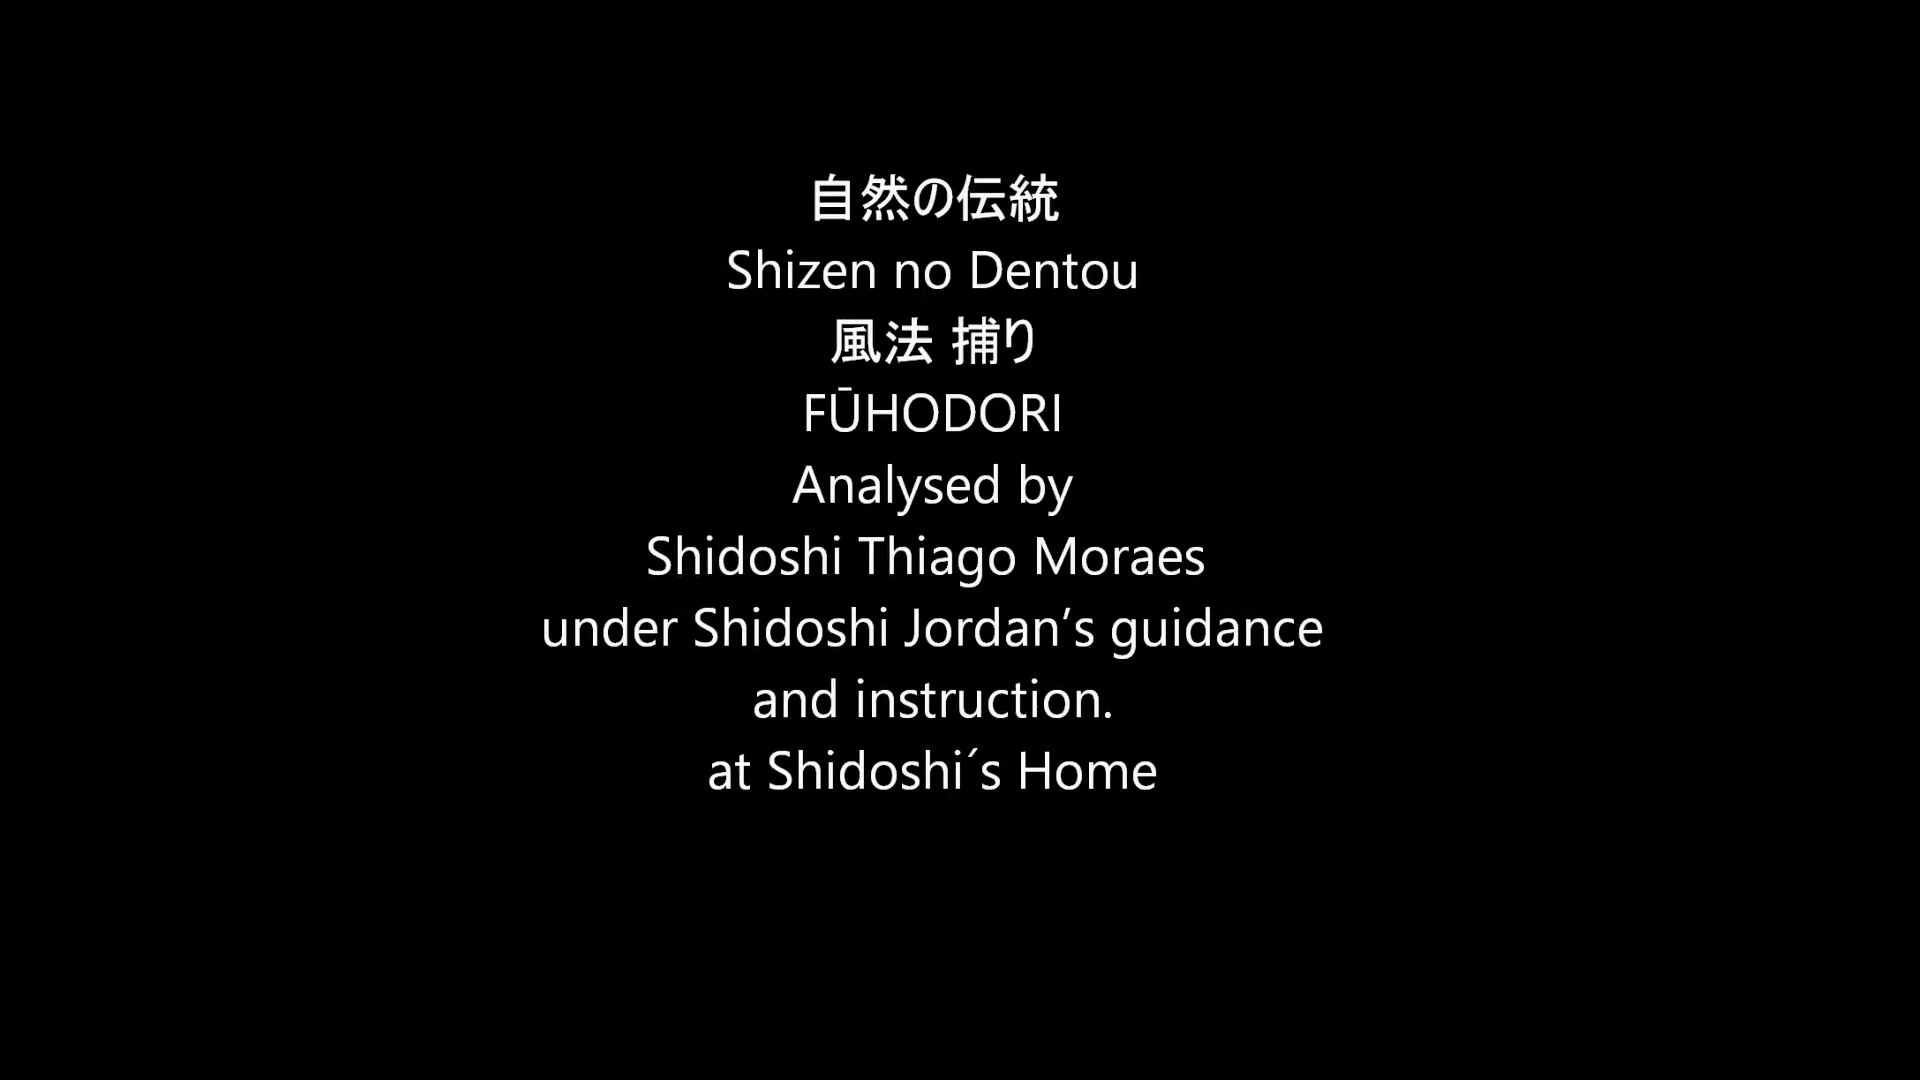 自然の伝統
Shizen no Dentou
風法 捕り
FŪHODORI
Analysed by
Shidoshi Thiago Moraes
under Shidoshi Jordan’s guidance
and instruction.
at Shidoshi´s Home